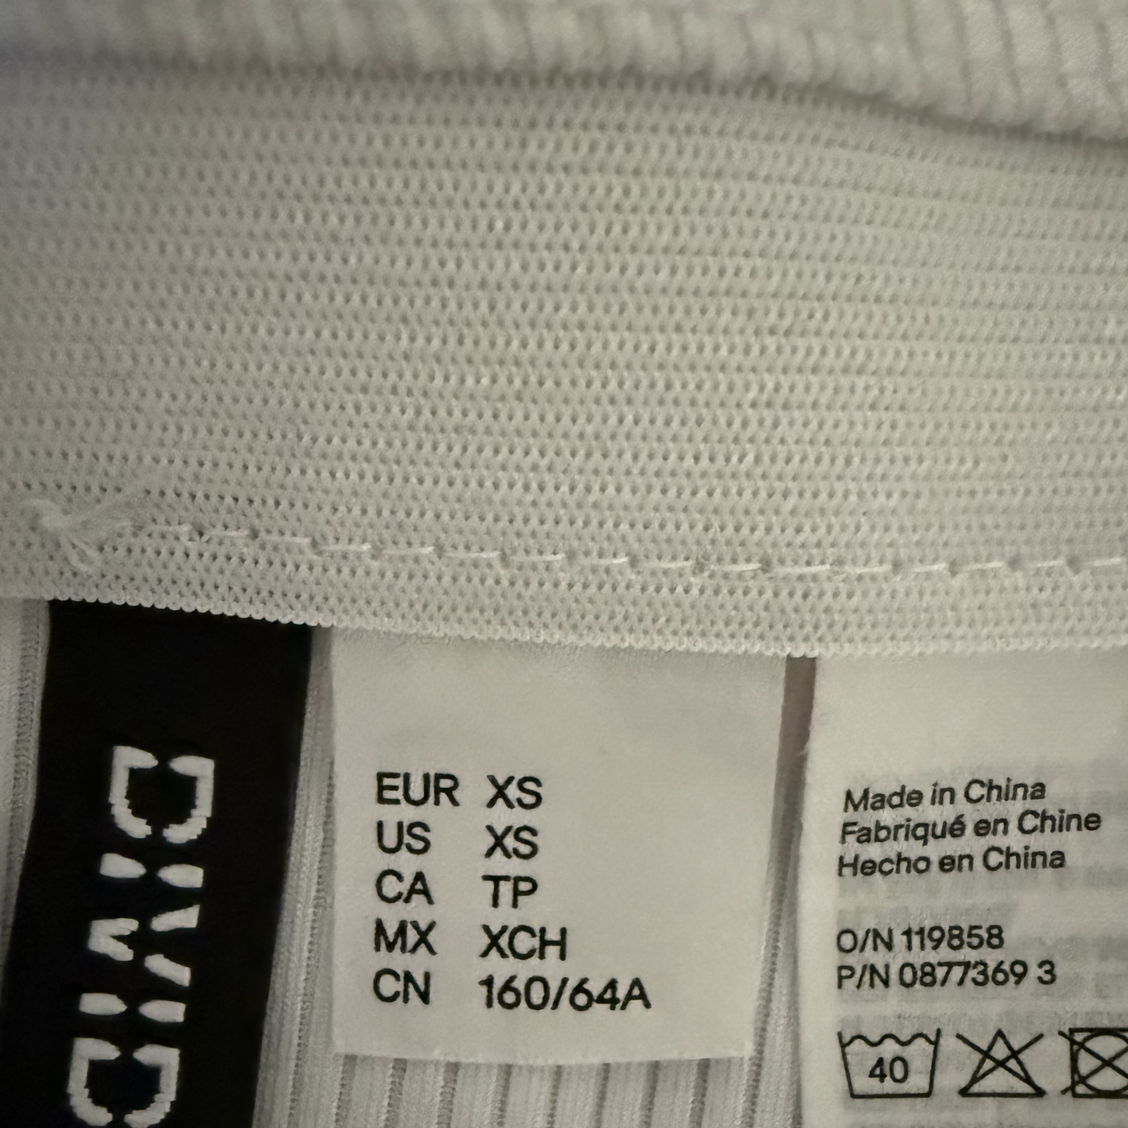 EUR XS
US XS
CA TP
MX XCH
CN 160/64A
Made in China
Fabriqué en Chine
Hecho en China
O/N 119858
P/N 0877369 3
40